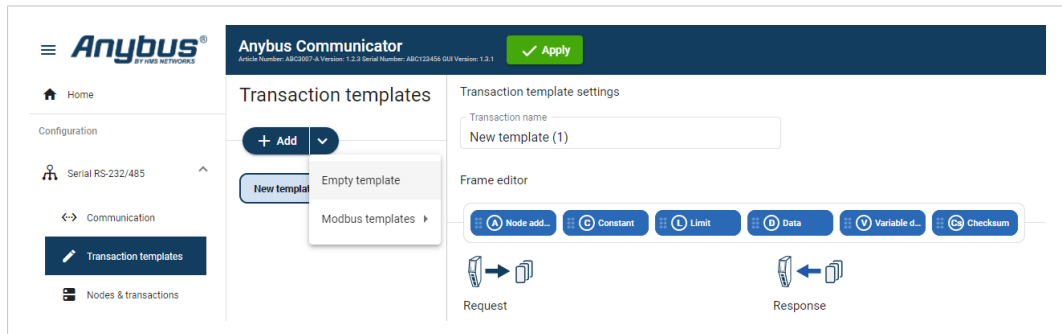 Anybus®
BY HMS NETWORKS
Anybus Communicator
Article Number: ABC3007-A Version: 1.2.3 Serial Number: ABC123456 GUI Version: 1.3.1
Apply
Home
Configuration
Serial RS-232/485
Communication
Transaction templates
Nodes & transactions
Transaction templates
Add
New templat
Empty template
Modbus templates
Transaction template settings
Transaction name
New template (1)
Frame editor
A Node add...
C Constant
L Limit
D Data
V Variable d...
Cs Checksum
Request
Response